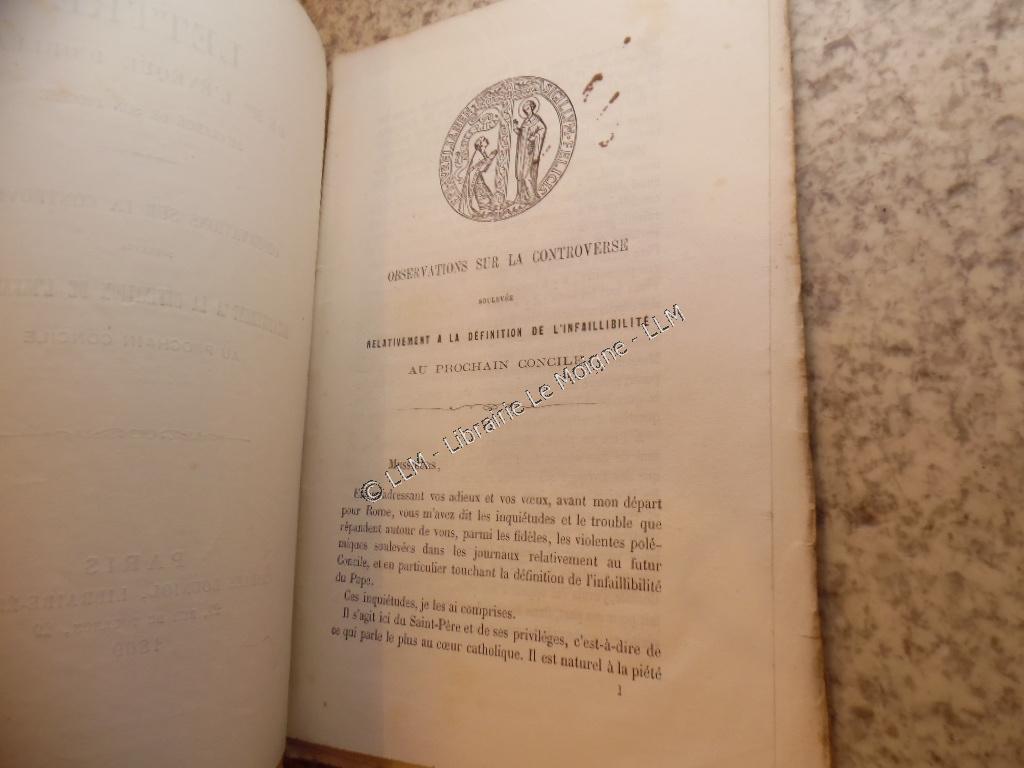 OBSERVATIONS SUR LA CONTROVERSE
SOULEVÉE
RELATIVEMENT A LA DÉFINITION DE L'INFAILLIBILITÉ
AU PROCHAIN CONCILE
© LLM - Librairie Le Moigne - LLM
MESSIEURS,
En m'adressant vos adieux et vos vœux, avant mon départ
pour Rome, vous m'avez dit les inquiétudes et le trouble que
répandent autour de vous, parmi les fidèles, les violentes polé-
miques soulevées dans les journaux relativement au futur
Concile, et en particulier touchant la définition de l'infaillibilité
du Pape.
Ces inquiétudes, je les ai comprises.
Il s'agit ici du Saint-Père et de ses priviléges, c'est-à-dire de
ce qui parle le plus au cœur catholique. Il est naturel à la piété
1